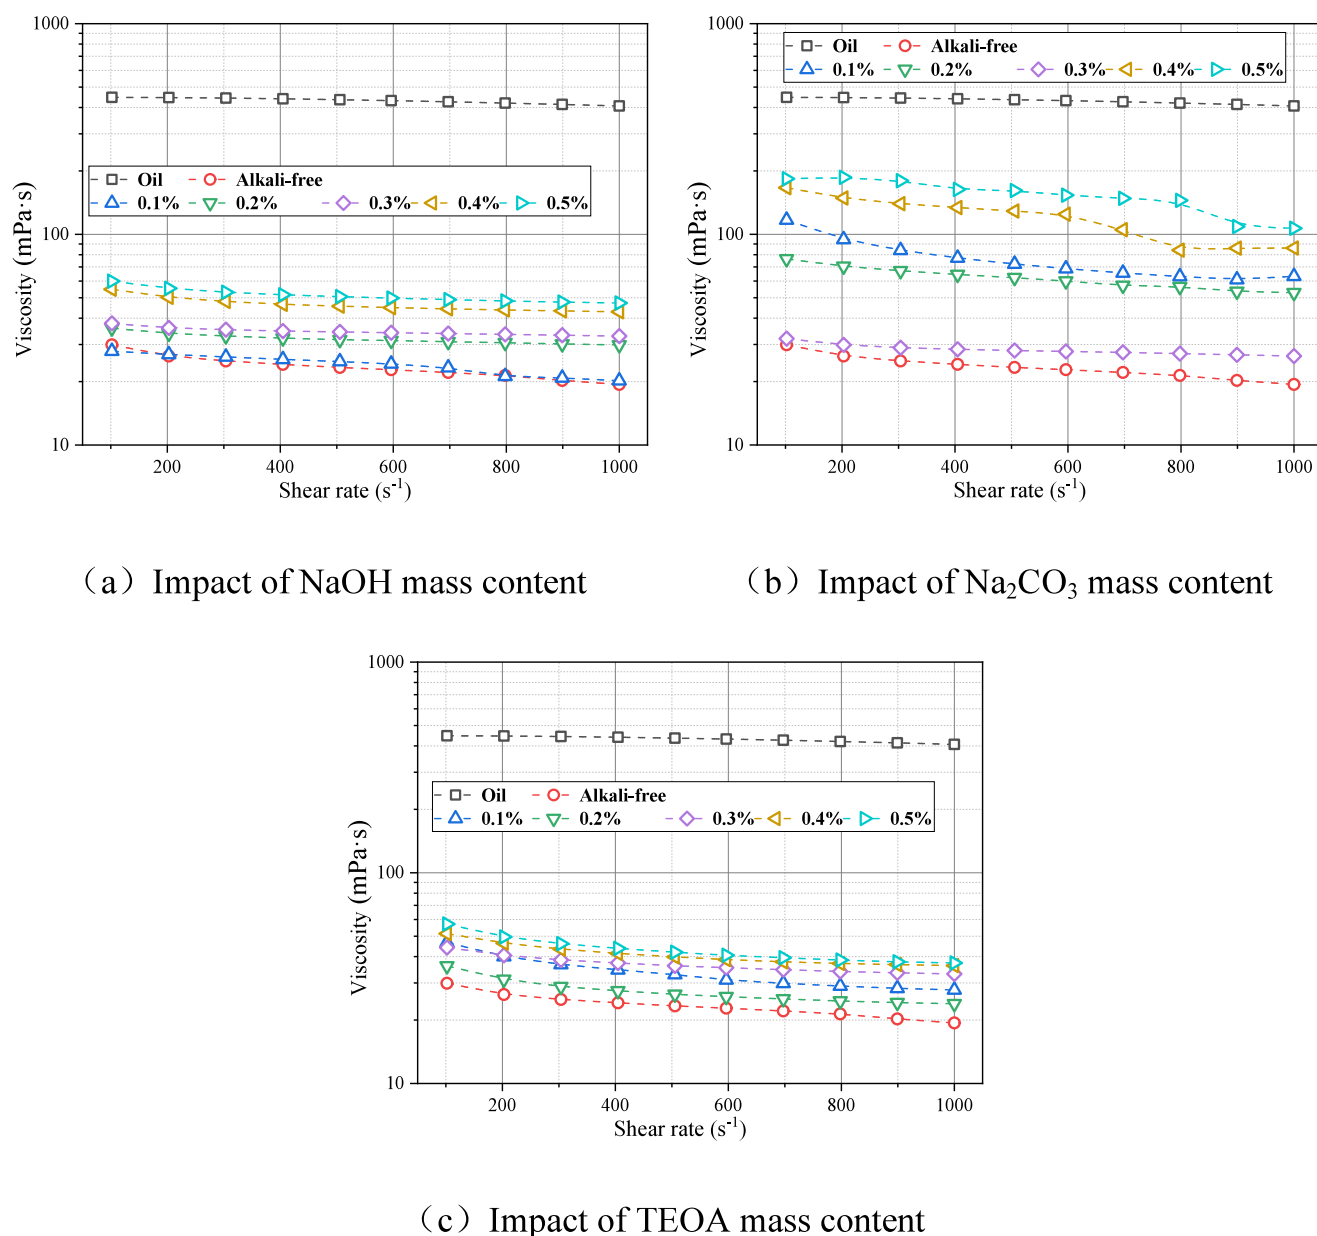 1000
100
10
Viscosity (mPa·s)
Oil Alkali-free
0.1% 0.2% 0.3% 0.4% 0.5%
200 400 600 800 1000
Shear rate (s⁻¹)
(a) Impact of NaOH mass content
1000
100
10
Viscosity (mPa·s)
Oil Alkali-free
0.1% 0.2% 0.3% 0.4% 0.5%
200 400 600 800 1000
Shear rate (s⁻¹)
(b) Impact of Na₂CO₃ mass content
1000
100
10
Viscosity (mPa·s)
Oil Alkali-free
0.1% 0.2% 0.3% 0.4% 0.5%
200 400 600 800 1000
Shear rate (s⁻¹)
(c) Impact of TEOA mass content